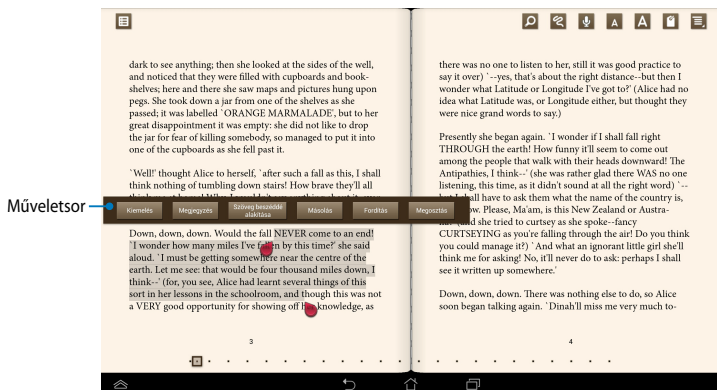 dark to see anything; then she looked at the sides of the well,
and noticed that they were filled with cupboards and book-
shelves; here and there she saw maps and pictures hung upon
pegs. She took down a jar from one of the shelves as she
passed; it was labelled `ORANGE MARMALADE', but to her
great disappointment it was empty: she did not like to drop
the jar for fear of killing somebody, so managed to put it into
one of the cupboards as she fell past it.
`Well!' thought Alice to herself, `after such a fall as this, I shall
think nothing of tumbling down stairs! How brave they'll all
Műveletsor
Kiemelés
Megjegyzés
Szöveg beszéddé
alakítása
Másolás
Fordítás
Megosztás
Down, down, down. Would the fall NEVER come to an end!
`I wonder how many miles I've fallen by this time?' she said
aloud. `I must be getting somewhere near the centre of the
earth. Let me see: that would be four thousand miles down, I
think--' (for, you see, Alice had learnt several things of this
sort in her lessons in the schoolroom, and though this was not
a VERY good opportunity for showing off her knowledge, as
3
there was no one to listen to her, still it was good practice to
say it over) `--yes, that's about the right distance--but then I
wonder what Latitude or Longitude I've got to?' (Alice had no
idea what Latitude was, or Longitude either, but thought they
were nice grand words to say.)
Presently she began again. `I wonder if I shall fall right
THROUGH the earth! How funny it'll seem to come out
among the people that walk with their heads downward! The
Antipathies, I think--' (she was rather glad there WAS no one
listening, this time, as it didn't sound at all the right word) `--
shall have to ask them what the name of the country is,
Please, Ma'am, is this New Zealand or Austra-
she tried to curtsey as she spoke--fancy
CURTSEYING as you're falling through the air! Do you think
you could manage it?) `And what an ignorant little girl she'll
think me for asking! No, it'll never do to ask: perhaps I shall
see it written up somewhere.'
Down, down, down. There was nothing else to do, so Alice
soon began talking again. `Dinah'll miss me very much to-
4